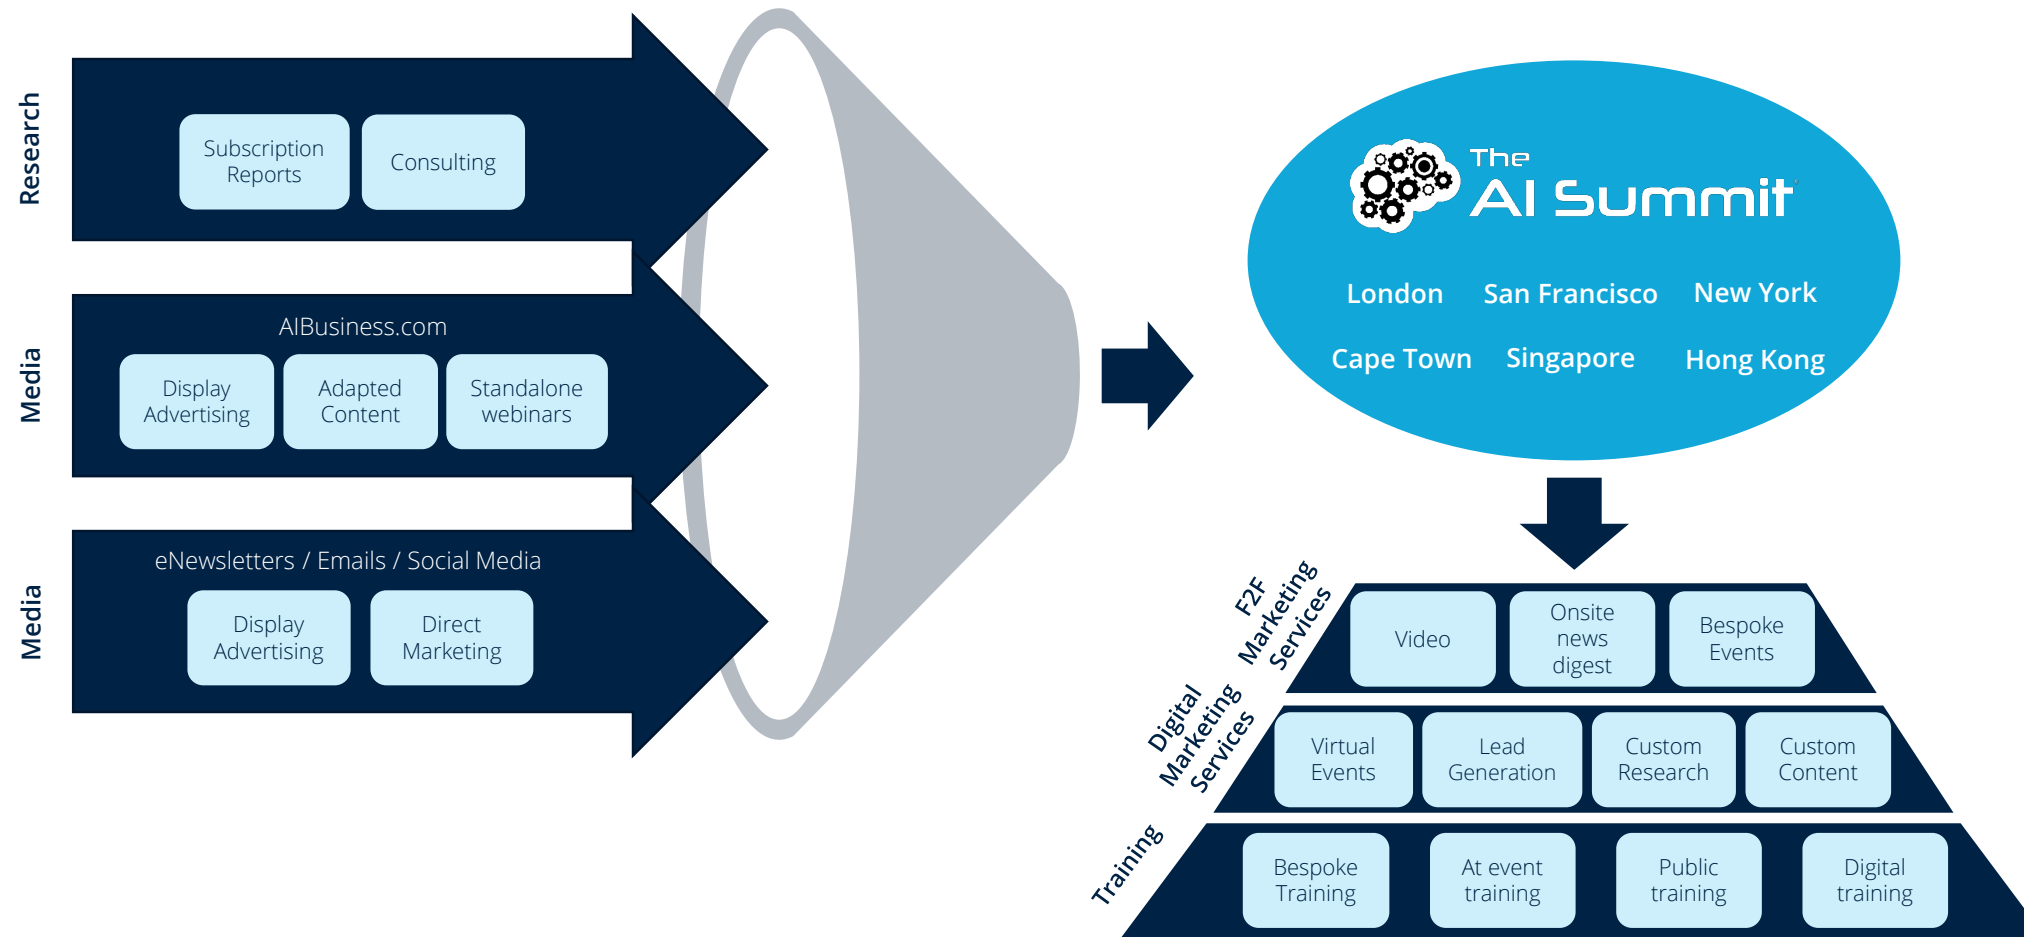 Research
Subscription
Reports
Consulting
Media
AIBusiness.com
Display
Advertising
Adapted
Content
Standalone
webinars
Media
eNewsletters / Emails / Social Media
Display
Advertising
Direct
Marketing
The
AI Summit
London
San Francisco
New York
Cape Town
Singapore
Hong Kong
F2F
Marketing
Services
Video
Onsite
news
digest
Bespoke
Events
Digital
Marketing
Services
Virtual
Events
Lead
Generation
Custom
Research
Custom
Content
Training
Bespoke
Training
At event
training
Public
training
Digital
training